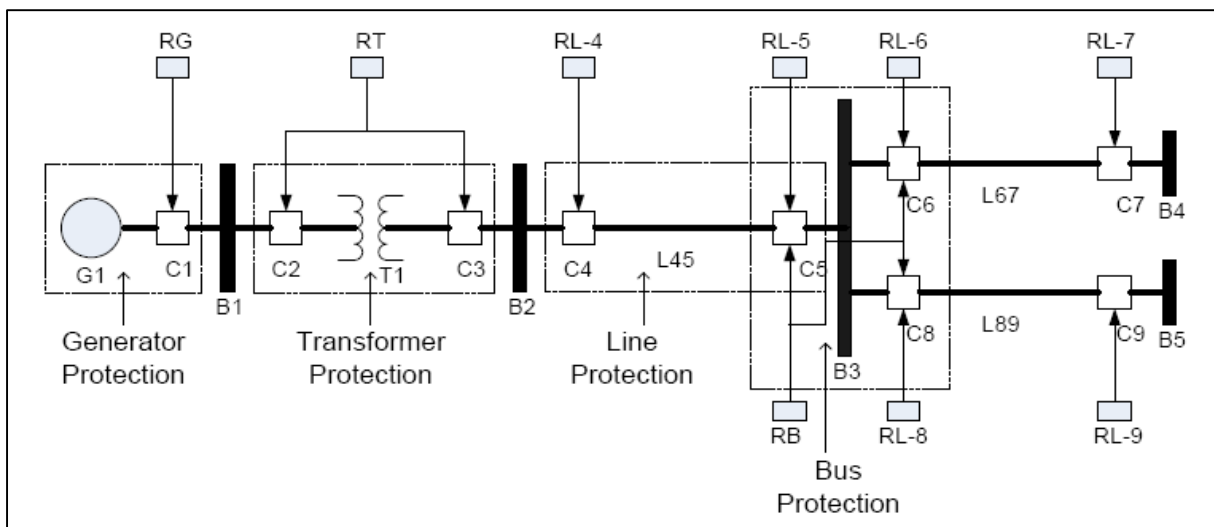 RG
RT
RL-4
RL-5
RL-6
RL-7
G1
C1
B1
C2
T1
C3
B2
C4
L45
C5
B3
C6
L67
C7
B4
C8
L89
C9
B5
Generator
Protection
Transformer
Protection
Line
Protection
RB
RL-8
RL-9
Bus
Protection